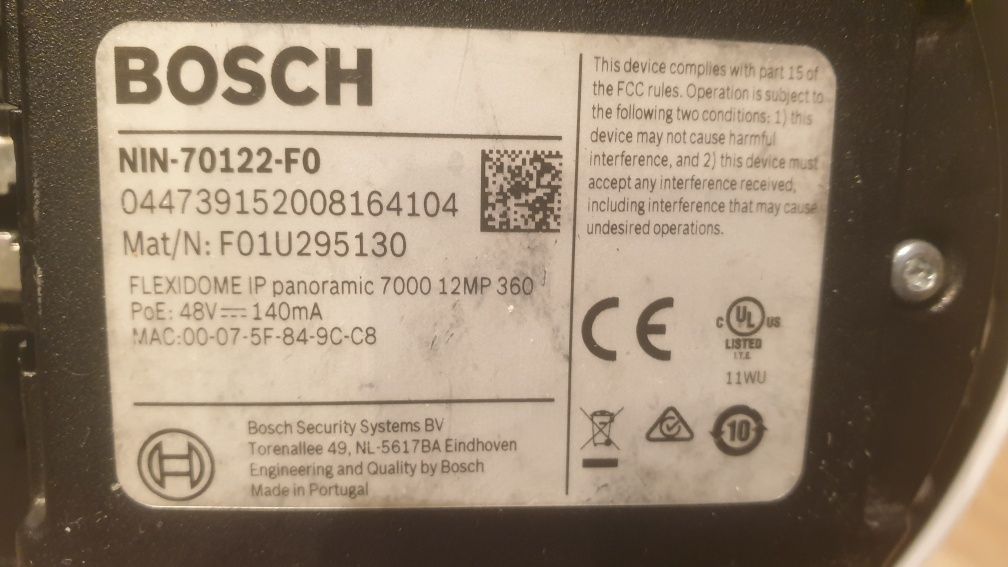 BOSCH
NIN-70122-F0
044739152008164104
Mat/N: F01U295130
FLEXIDOME IP panoramic 7000 12MP 360
PoE: 48V⎓140mA
MAC:00-07-5F-84-9C-C8
Bosch Security Systems BV
Torenallee 49, NL-5617BA Eindhoven
Engineering and Quality by Bosch
Made in Portugal
This device complies with part 15 of
the FCC rules. Operation is subject to
the following two conditions: 1) this
device may not cause harmful
interference, and 2) this device must
accept any interference received,
including interference that may cause
undesired operations.
CE
C UL US
LISTED
I.T.E.
11WU
10